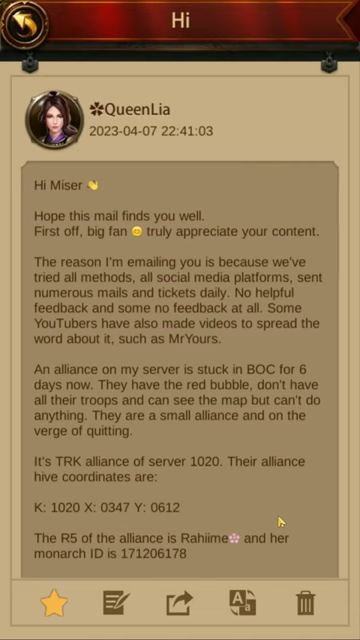 Hi
✽QueenLia
2023-04-07 22:41:03
Hi Miser 👋
Hope this mail finds you well.
First off, big fan 😊 truly appreciate your content.
The reason I'm emailing you is because we've
tried all methods, all social media platforms, sent
numerous mails and tickets daily. No helpful
feedback and some no feedback at all. Some
YouTubers have also made videos to spread the
word about it, such as MrYours.
An alliance on my server is stuck in BOC for 6
days now. They have the red bubble, don't have
all their troops and can see the map but can't do
anything. They are a small alliance and on the
verge of quitting.
It's TRK alliance of server 1020. Their alliance
hive coordinates are:
K: 1020 X: 0347 Y: 0612
The R5 of the alliance is Rahiime🌸 and her
monarch ID is 171206178